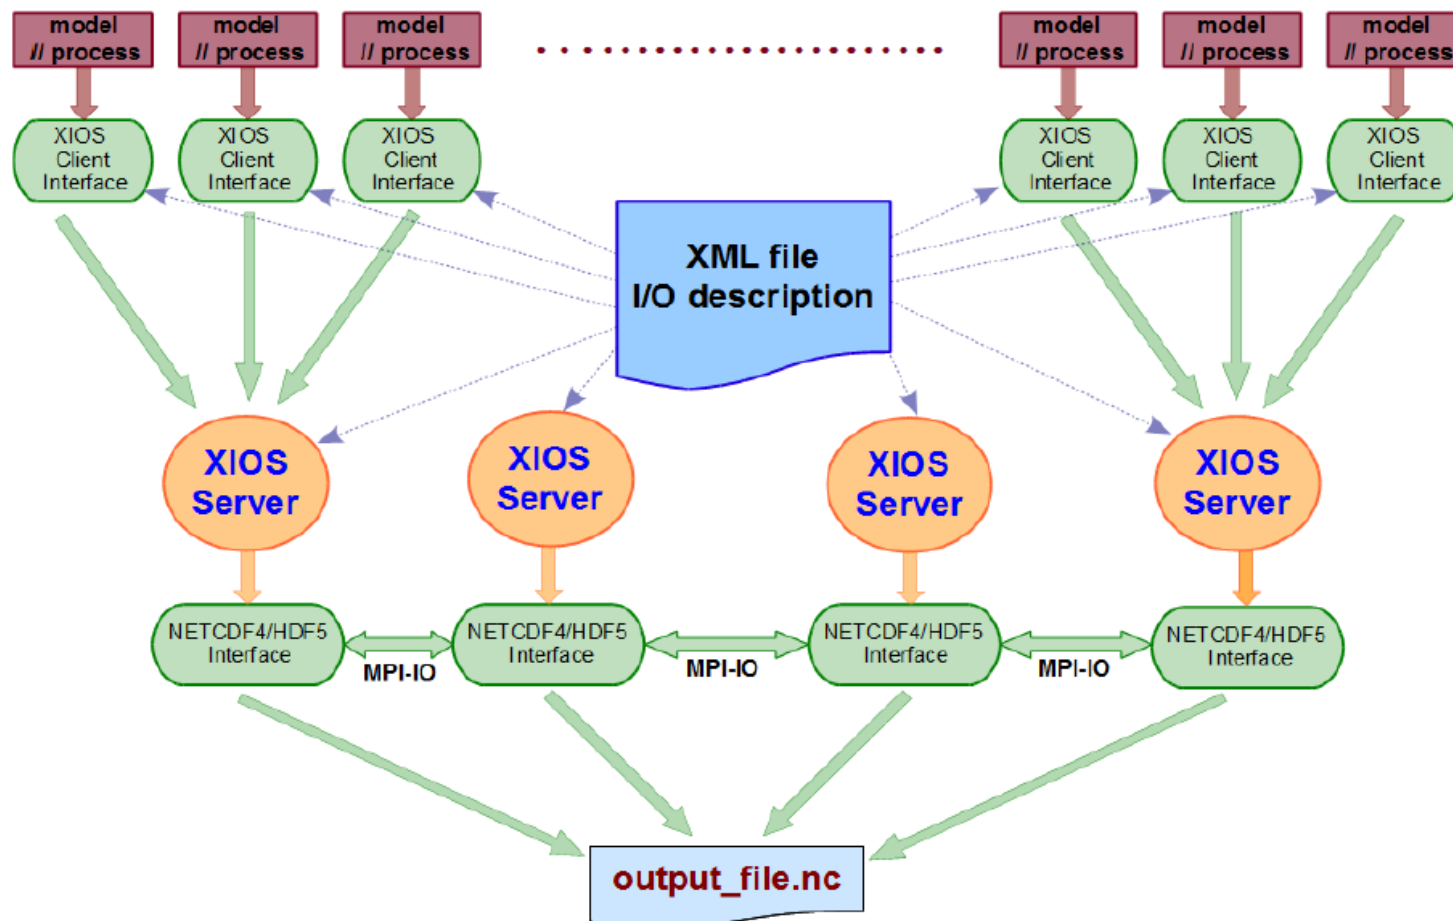 model
// process
model
// process
model
// process
model
// process
model
// process
model
// process
XIOS
Client
Interface
XIOS
Client
Interface
XIOS
Client
Interface
XIOS
Client
Interface
XIOS
Client
Interface
XIOS
Client
Interface
XML file
I/O description
XIOS
Server
XIOS
Server
XIOS
Server
XIOS
Server
NETCDF4/HDF5
Interface
MPI-IO
NETCDF4/HDF5
Interface
MPI-IO
NETCDF4/HDF5
Interface
MPI-IO
NETCDF4/HDF5
Interface
output_file.nc